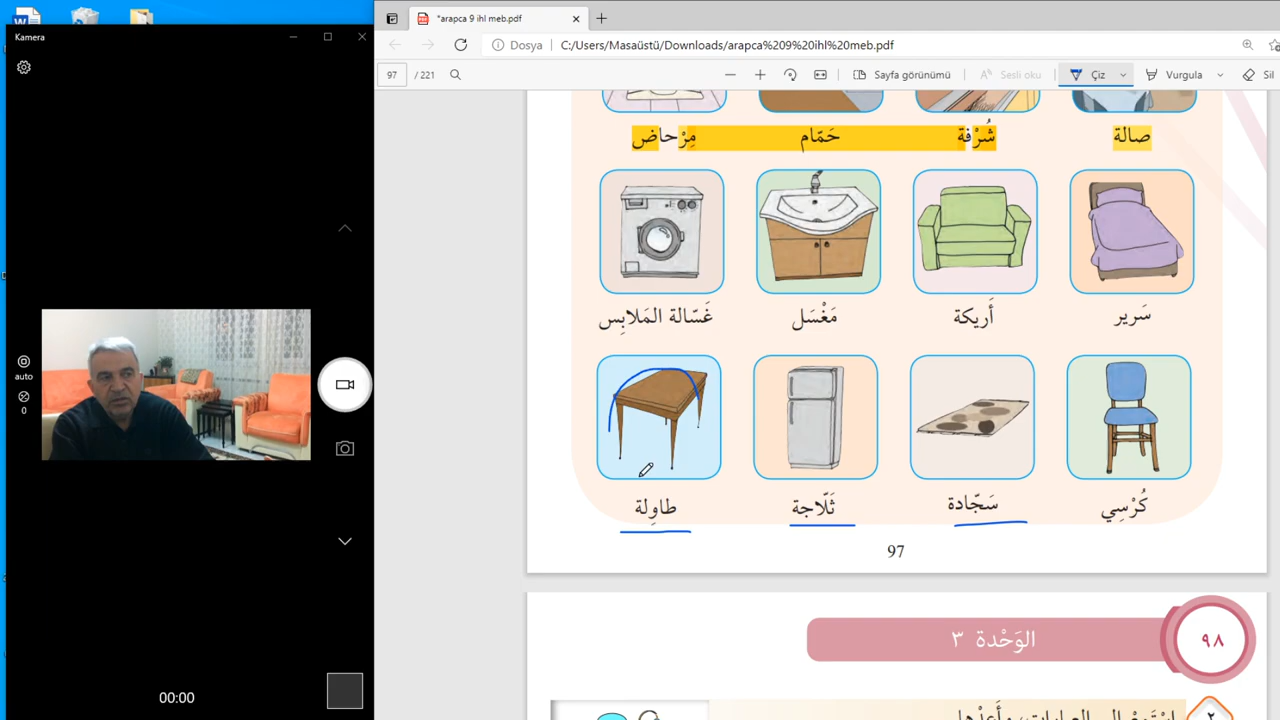 *arapca 9 ihl meb.pdf
Kamera
Dosya
C:/Users/Masaüstü/Downloads/arapca%209%20ihl%20meb.pdf
97 / 221
Sayfa görünümü
Sesli oku
Çiz
Vurgula
Sil
صالة شُرْفة حَمّام مِرْحاض
سَرير أَريكة مَغْسَل غَسّالة المَلابِس
كُرْسِي سَجّادة ثَلّاجة طاوِلة
97
auto
0
00:00
الوَحْدة ٣
٩٨